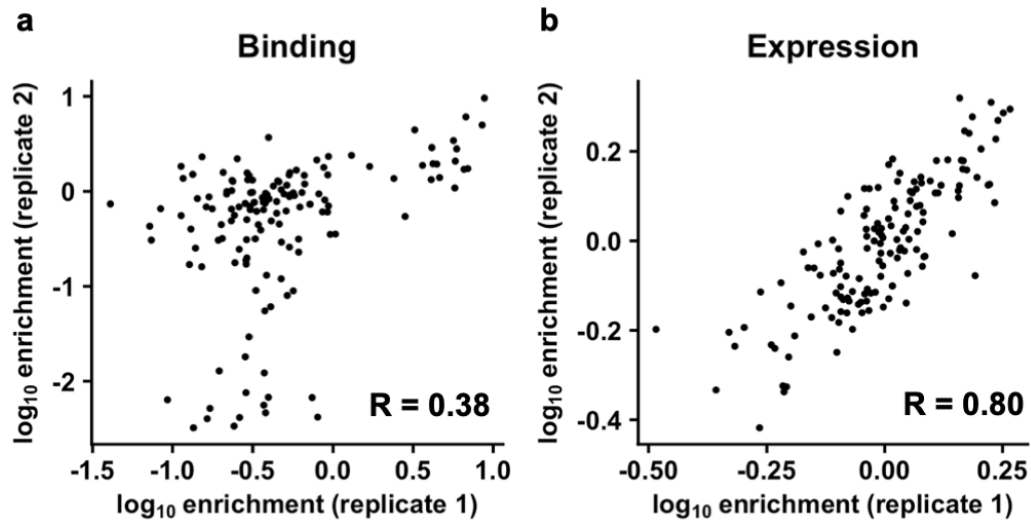 a
Binding
log₁₀ enrichment (replicate 2)
1
0
-1
-2
R = 0.38
-1.5 -1.0 -0.5 0.0 0.5 1.0
log₁₀ enrichment (replicate 1)
b
Expression
log₁₀ enrichment (replicate 2)
0.2
0.0
-0.2
-0.4
R = 0.80
-0.50 -0.25 0.00 0.25
log₁₀ enrichment (replicate 1)